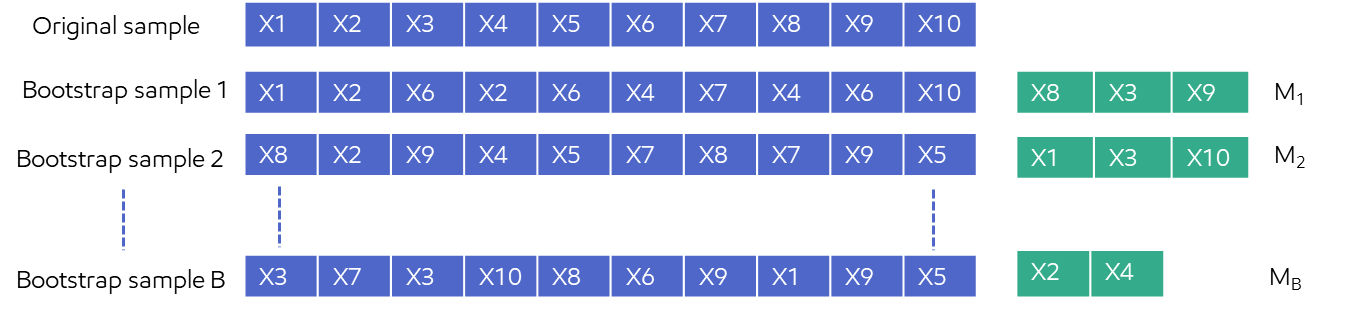 Original sample X1 X2 X3 X4 X5 X6 X7 X8 X9 X10
Bootstrap sample 1 X1 X2 X6 X2 X6 X4 X7 X4 X6 X10 X8 X3 X9 M₁
Bootstrap sample 2 X8 X2 X9 X4 X5 X7 X8 X7 X9 X5 X1 X3 X10 M₂
Bootstrap sample B X3 X7 X3 X10 X8 X6 X9 X1 X9 X5 X2 X4 M_B